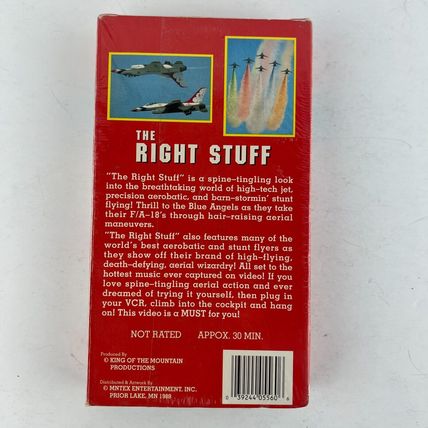 THE
RIGHT STUFF
"The Right Stuff" is a spine-tingling look
into the breathtaking world of high-tech jet,
precision aerobatic, and barn-stormin' stunt
flying! Thrill to the Blue Angels as they take
their F/A-18's through hair-raising aerial
maneuvers.
"The Right Stuff" also features many of the
world's best aerobatic and stunt flyers as
they show off their brand of high-flying,
death-defying, aerial wizardry! All set to the
hottest music ever captured on video! If you
love spine-tingling aerial action and ever
dreamed of trying it yourself, then plug in
your VCR, climb into the cockpit and hang
on! This video is a MUST for you!
NOT RATED APPOX. 30 MIN.
Produced By
© KING OF THE MOUNTAIN
PRODUCTIONS
Distributed & Artwork By
© MNTEX ENTERTAINMENT, INC.
PRIOR LAKE, MN 1989
0 39244 05560 6